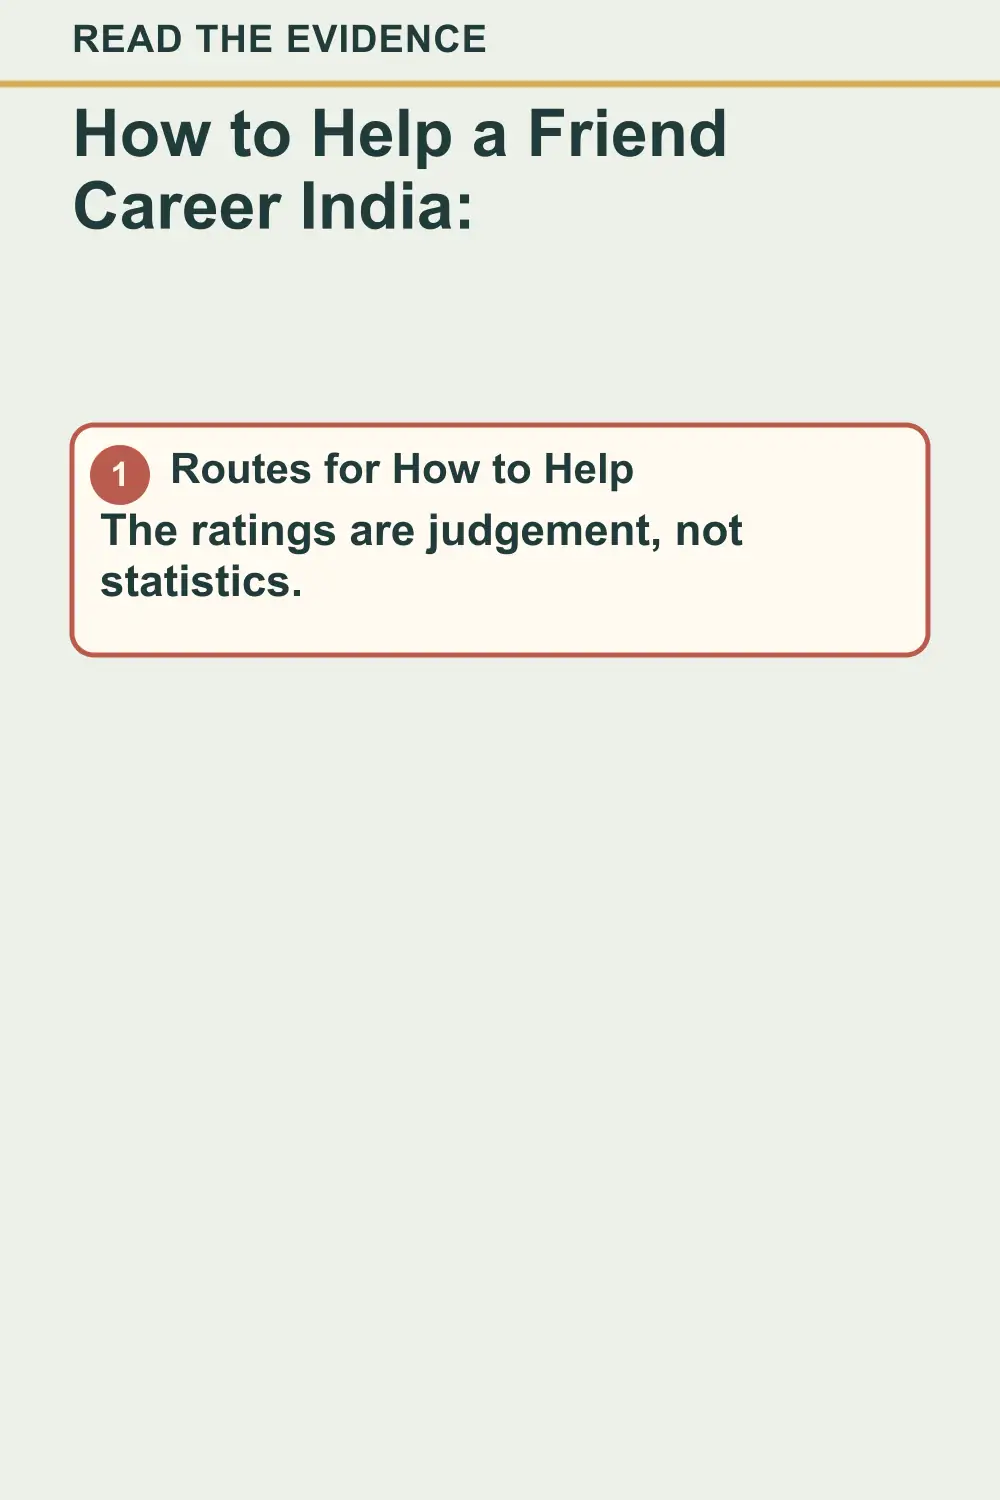 READ THE EVIDENCE
How to Help a Friend
Career India:
1 Routes for How to Help
The ratings are judgement, not
statistics.